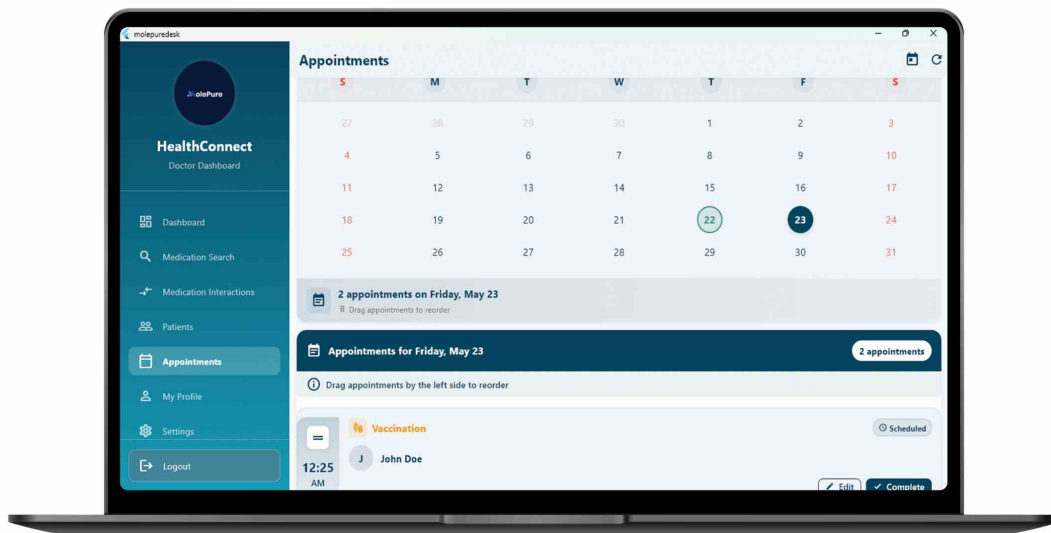 molepuredesk
MolePure
HealthConnect
Doctor Dashboard
Dashboard
Medication Search
Medication Interactions
Patients
Appointments
My Profile
Settings
Logout
Appointments
S M T W T F S
27 28 29 30 1 2 3
4 5 6 7 8 9 10
11 12 13 14 15 16 17
18 19 20 21 22 23 24
25 26 27 28 29 30 31
2 appointments on Friday, May 23
Drag appointments to reorder
Appointments for Friday, May 23
2 appointments
Drag appointments by the left side to reorder
Vaccination
Scheduled
J John Doe
12:25
AM
Edit Complete